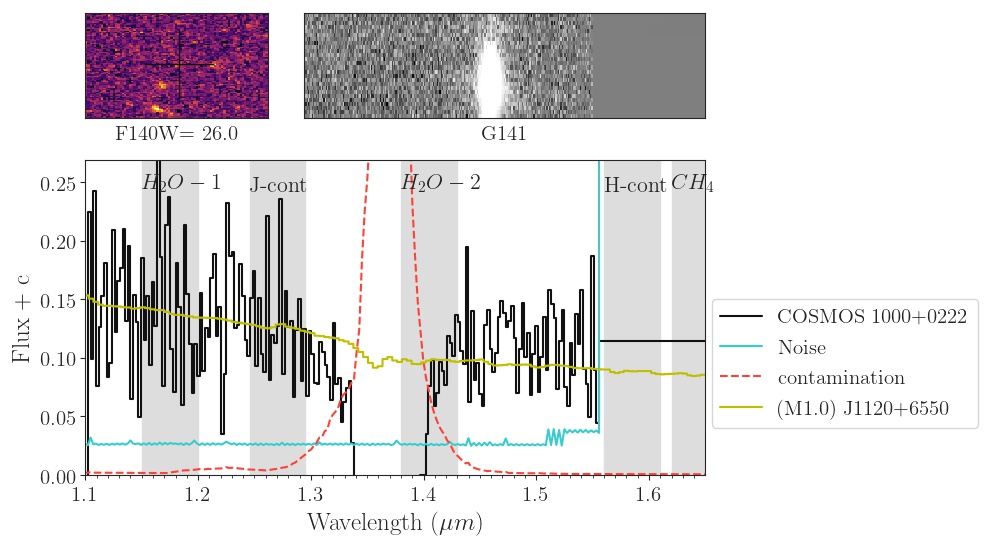 F140W= 26.0
G141
H₂O − 1
J-cont
H₂O − 2
H-cont
CH₄
0.25
0.20
0.15
0.10
0.05
0.00
Flux + c
1.1
1.2
1.3
1.4
1.5
1.6
Wavelength (μm)
COSMOS 1000+0222
Noise
contamination
(M1.0) J1120+6550